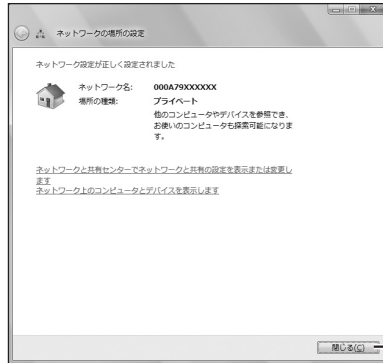 ネットワークの場所の設定
ネットワーク設定が正しく設定されました
ネットワーク名: 000A79XXXXXX
場所の種類: プライベート
他のコンピュータやデバイスを参照でき、
お使いのコンピュータも探索可能になりま
す。
ネットワークと共有センターでネットワークと共有の設定を表示または変更し
ます
ネットワーク上のコンピュータとデバイスを表示します
閉じる(C)